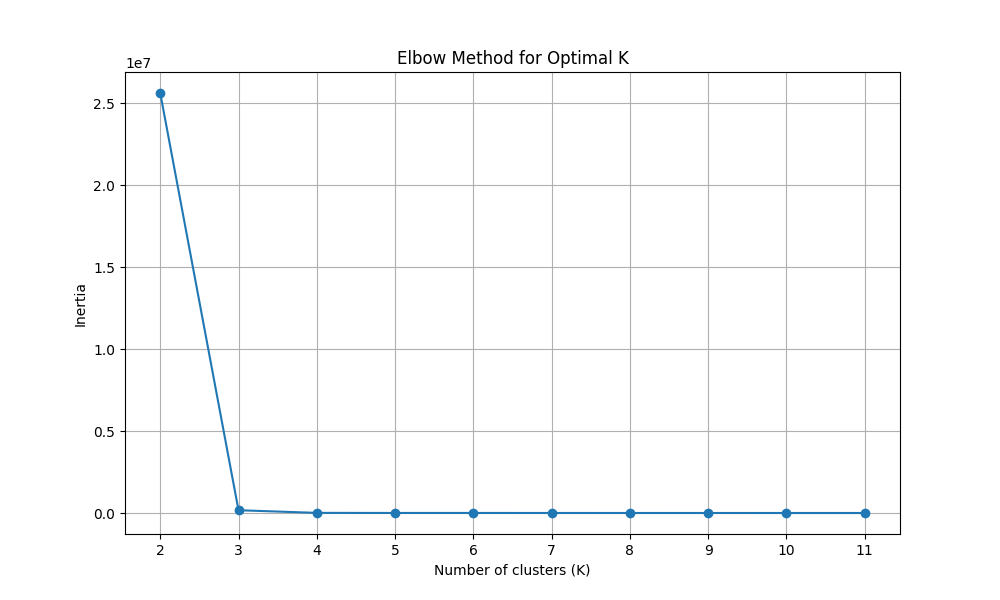 Elbow Method for Optimal K
1e7
2.5
2.0
1.5
1.0
0.5
0.0
Inertia
2 3 4 5 6 7 8 9 10 11
Number of clusters (K)